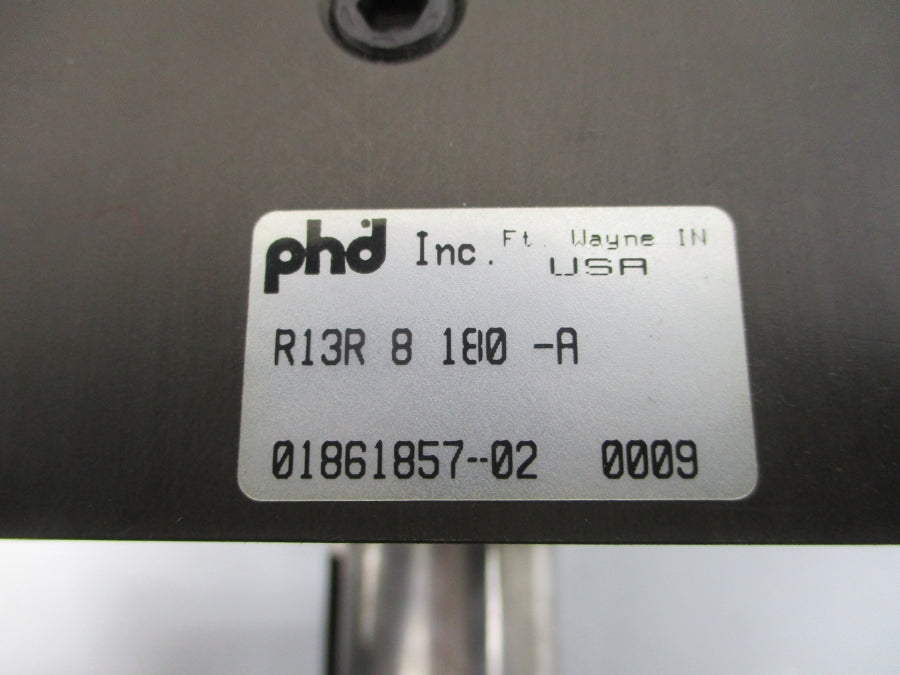 phd Inc. Ft. Wayne IN
USA
R13R 8 180 -A
01861857-02 0009